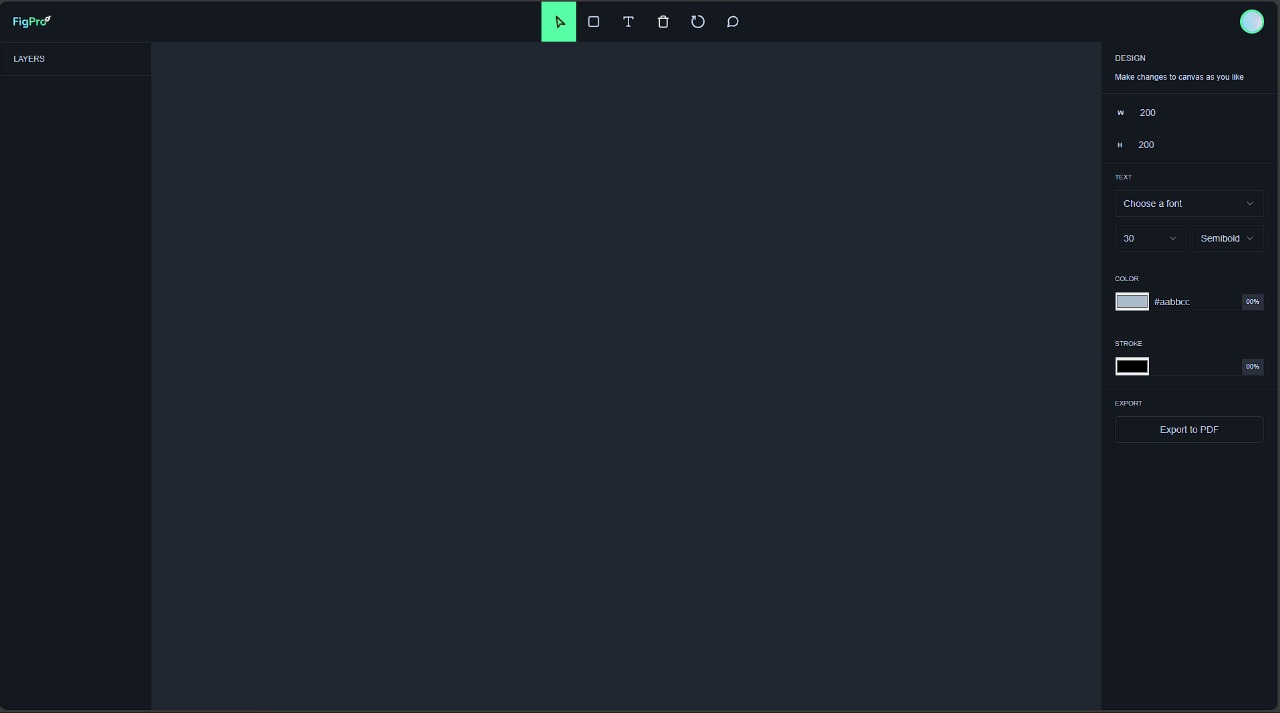 FigPro
LAYERS
DESIGN
Make changes to canvas as you like
W 200
H 200
TEXT
Choose a font
30 Semibold
COLOR
#aabbcc 00%
STROKE
00%
EXPORT
Export to PDF